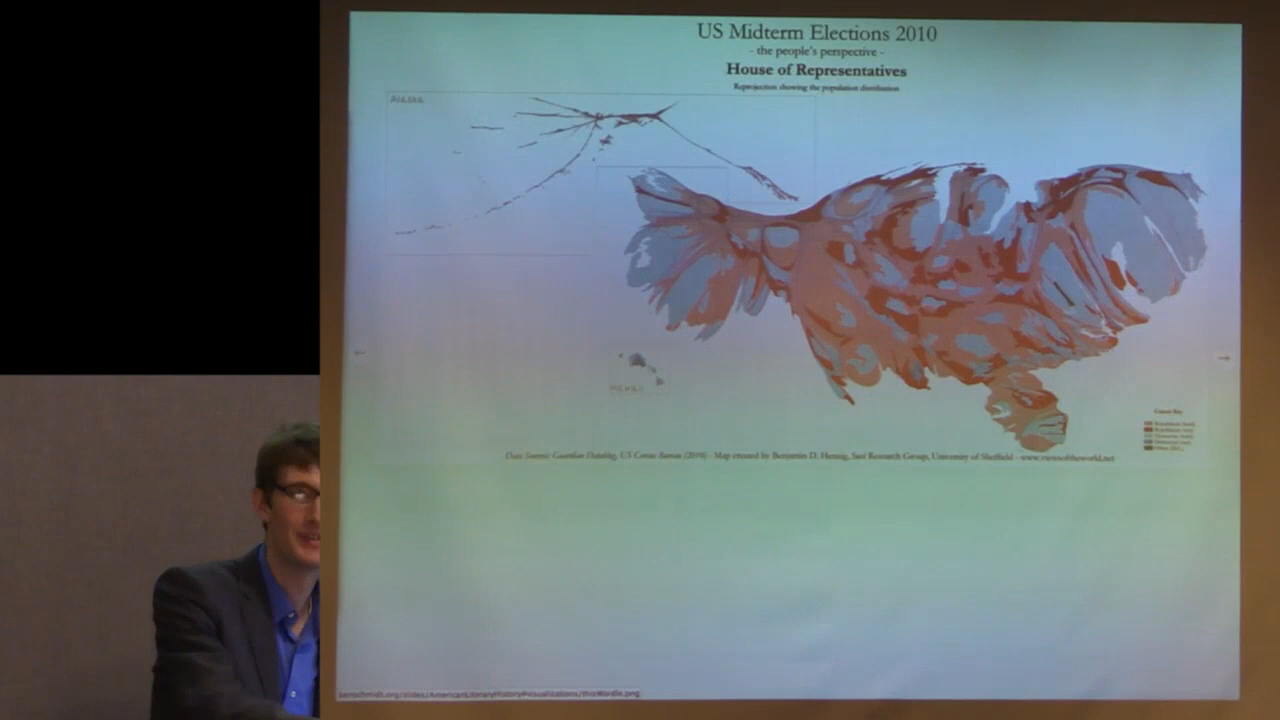 US Midterm Elections 2010
- the people's perspective -
House of Representatives
Reprojection showing the population distribution
ALASKA
HAWAII
Data Source: Guardian Datablog, US Census Bureau (2010) - Map created by Benjamin D. Hennig, Sasi Research Group, University of Sheffield - www.viewsoftheworld.net